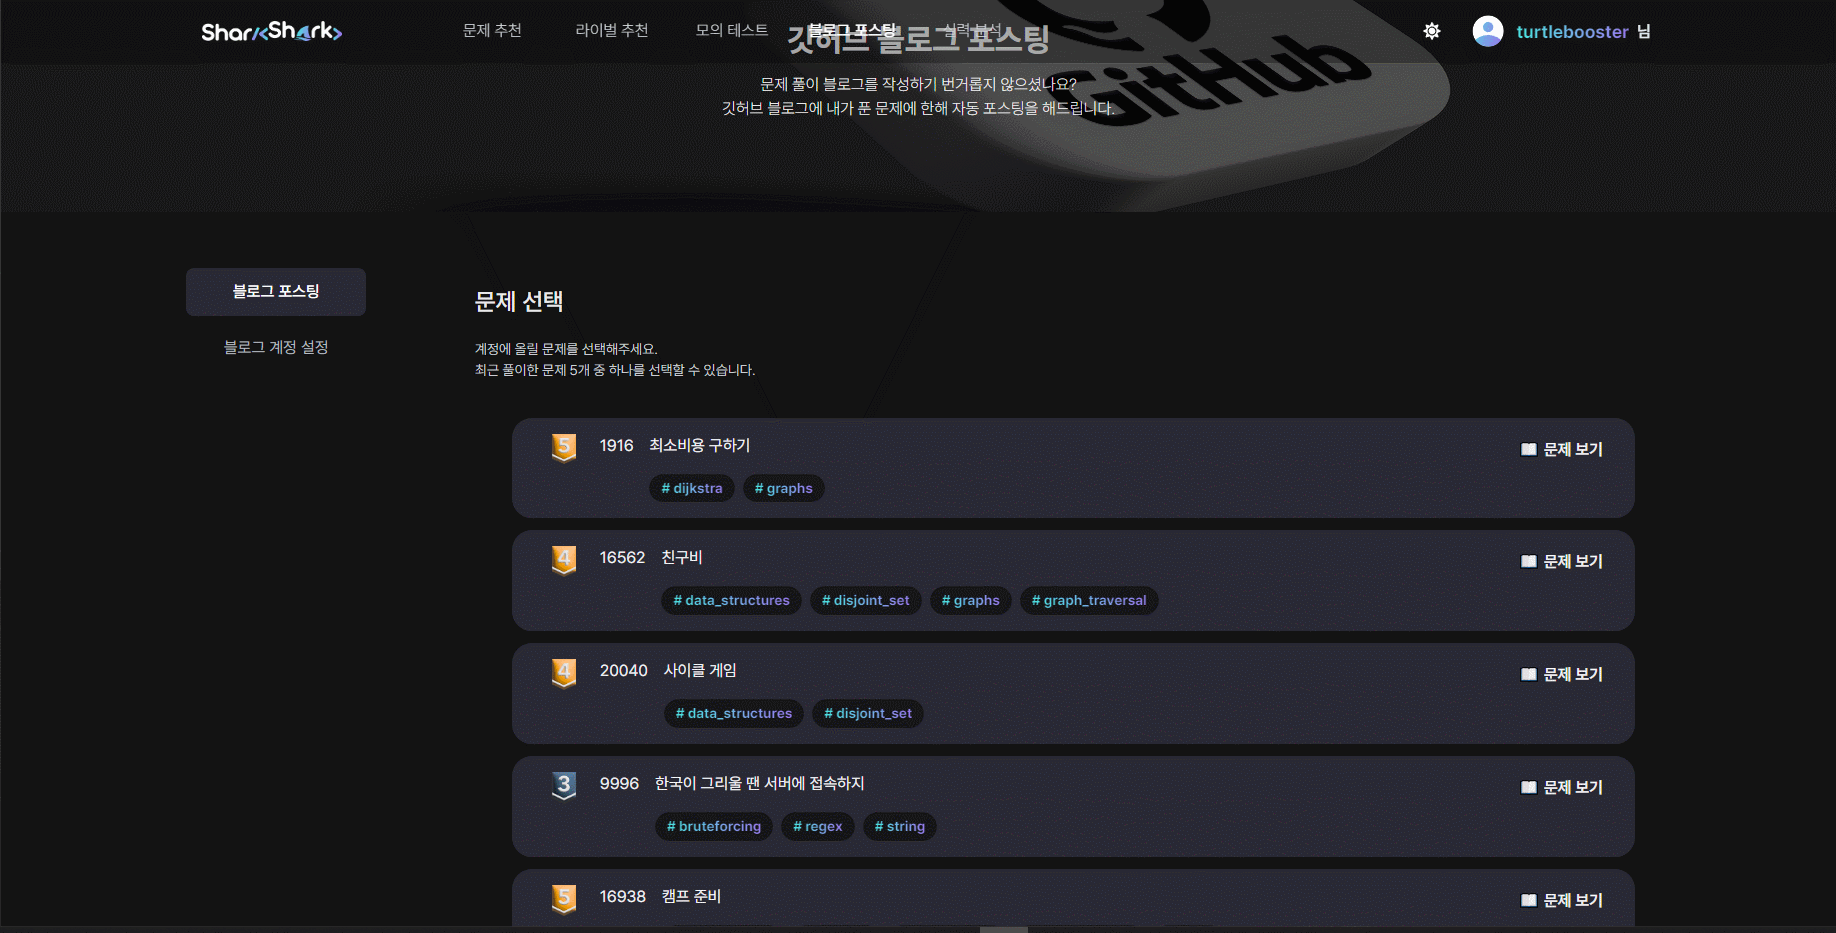 SharkShark
문제 추천
라이벌 추천
모의 테스트
블로그 포스팅
실력 분석
turtlebooster 님
깃허브 블로그 포스팅
GitHub
문제 풀이 블로그를 작성하기 번거롭지 않으셨나요?
깃허브 블로그에 내가 푼 문제에 한해 자동 포스팅을 해드립니다.
블로그 포스팅
블로그 계정 설정
문제 선택
계정에 올릴 문제를 선택해주세요.
최근 풀이한 문제 5개 중 하나를 선택할 수 있습니다.
5 1916 최소비용 구하기 문제 보기
# dijkstra # graphs
4 16562 친구비 문제 보기
# data_structures # disjoint_set # graphs # graph_traversal
4 20040 사이클 게임 문제 보기
# data_structures # disjoint_set
3 9996 한국이 그리울 땐 서버에 접속하지 문제 보기
# bruteforcing # regex # string
5 16938 캠프 준비 문제 보기